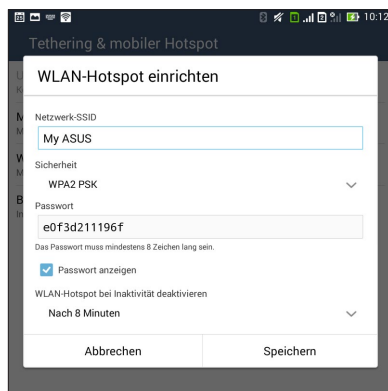 10:12
Tethering & mobiler Hotspot
WLAN-Hotspot einrichten
Netzwerk-SSID
My ASUS
Sicherheit
WPA2 PSK
Passwort
e0f3d211196f
Das Passwort muss mindestens 8 Zeichen lang sein.
Passwort anzeigen
WLAN-Hotspot bei Inaktivität deaktivieren
Nach 8 Minuten
Abbrechen Speichern